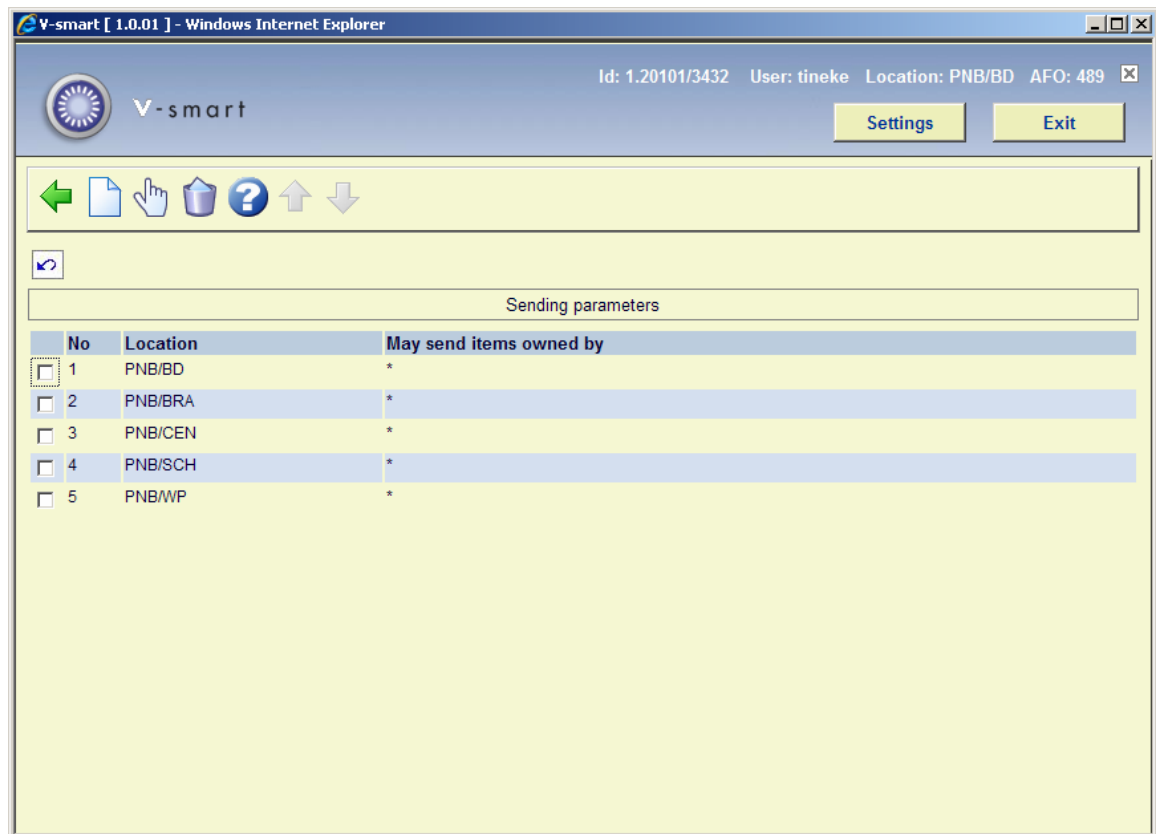 V-smart [ 1.0.01 ] - Windows Internet Explorer
Id: 1.20101/3432 User: tineke Location: PNB/BD AFO: 489
V-smart
Settings Exit
Sending parameters
No Location May send items owned by
1 PNB/BD *
2 PNB/BRA *
3 PNB/CEN *
4 PNB/SCH *
5 PNB/WP *